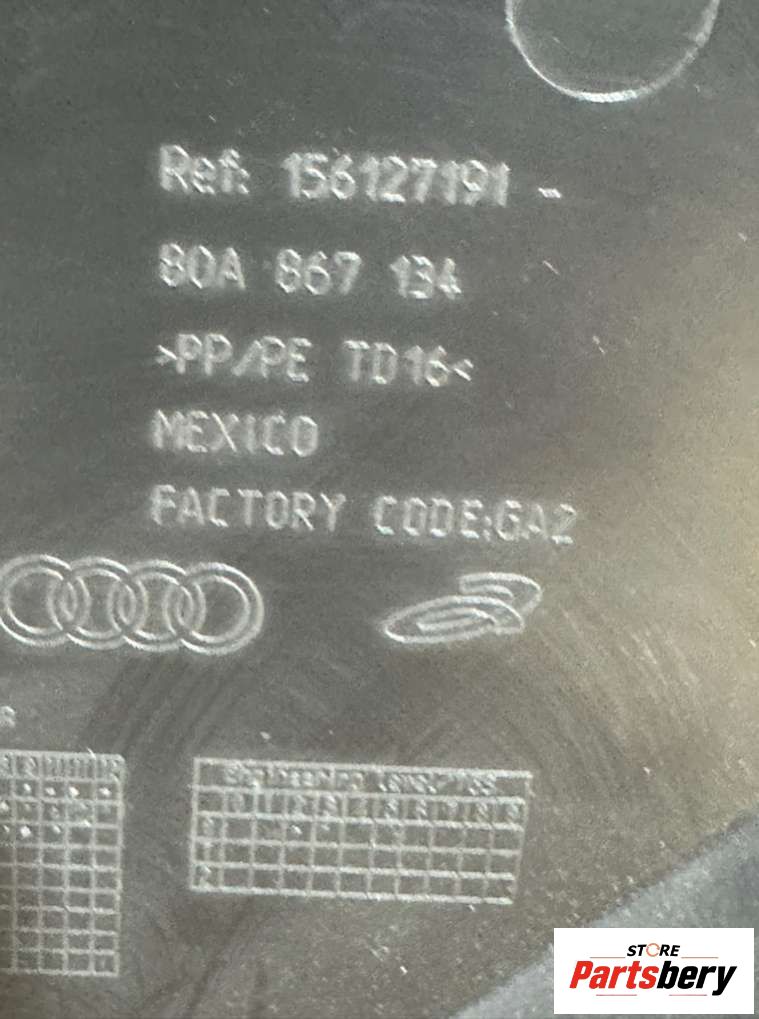 Ref: 156127191 -
80A 867 134
>PP/PE TD16<
MEXICO
FACTORY CODE:GA2
STORE
Partsbery